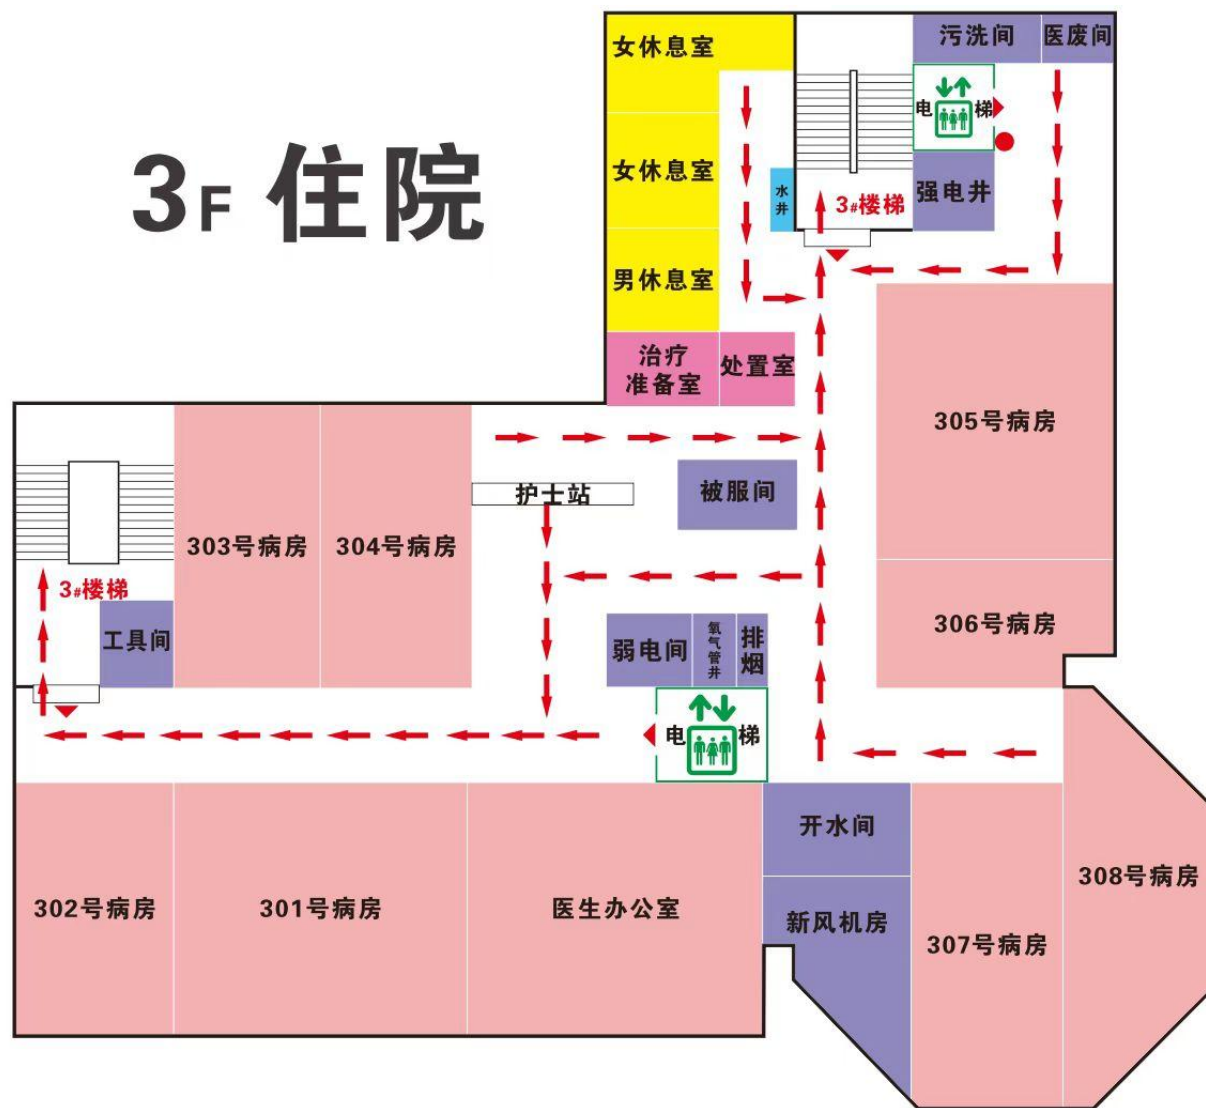 3F 住院
女休息室
污洗间
医废间
电
梯
女休息室
水井
3#楼梯
强电井
男休息室
治疗
准备室
处置室
305号病房
护士站
被服间
303号病房
304号病房
3#楼梯
工具间
弱电间
氧气管井
排烟
306号病房
电
梯
开水间
308号病房
302号病房
301号病房
医生办公室
新风机房
307号病房